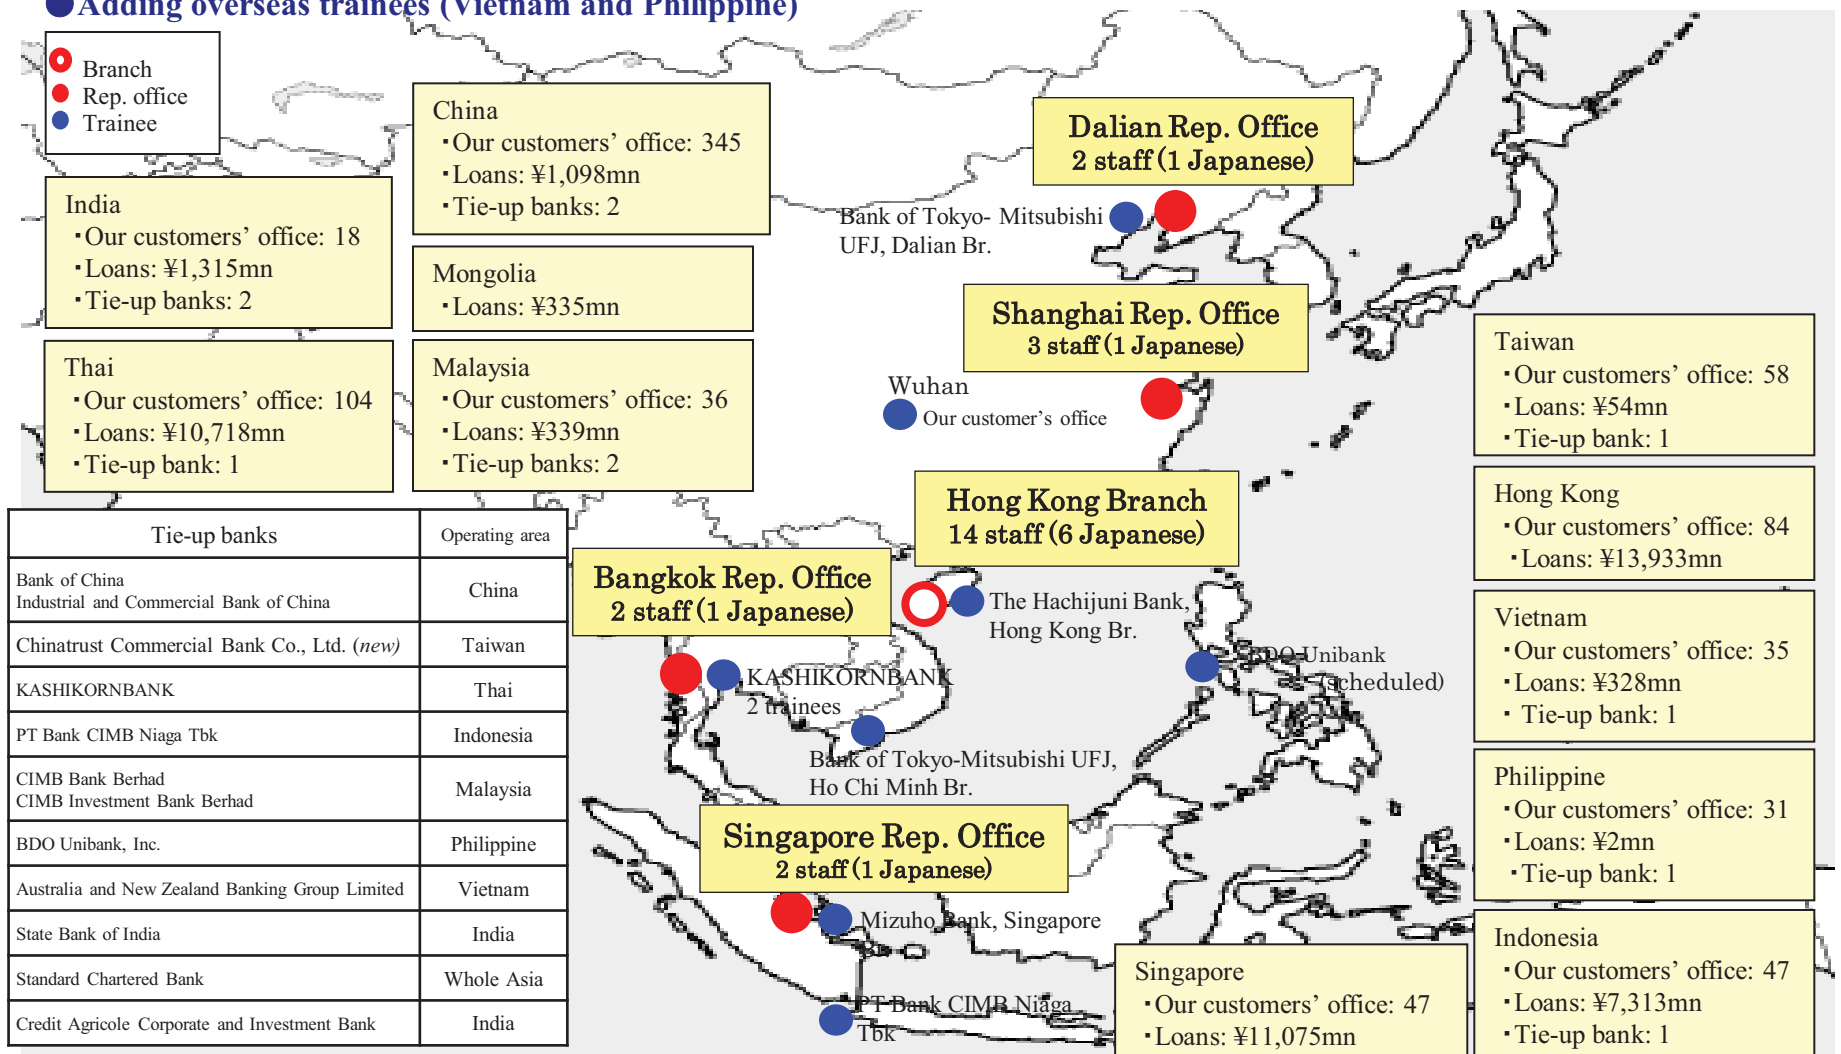 ●Adding overseas trainees (Vietnam and Philippine)
Branch
Rep. office
Trainee
China
・Our customers’ office: 345
・Loans: ¥1,098mn
・Tie-up banks: 2
India
・Our customers’ office: 18
・Loans: ¥1,315mn
・Tie-up banks: 2
Mongolia
・Loans: ¥335mn
Thai
・Our customers’ office: 104
・Loans: ¥10,718mn
・Tie-up bank: 1
Malaysia
・Our customers’ office: 36
・Loans: ¥339mn
・Tie-up banks: 2
Dalian Rep. Office
2 staff (1 Japanese)
Bank of Tokyo- Mitsubishi
UFJ, Dalian Br.
Shanghai Rep. Office
3 staff (1 Japanese)
Wuhan
Our customer’s office
Hong Kong Branch
14 staff (6 Japanese)
The Hachijuni Bank,
Hong Kong Br.
Bangkok Rep. Office
2 staff (1 Japanese)
KASHIKORNBANK
2 trainees
Bank of Tokyo-Mitsubishi UFJ,
Ho Chi Minh Br.
BDO Unibank
(scheduled)
Singapore Rep. Office
2 staff (1 Japanese)
Mizuho Bank, Singapore
PT Bank CIMB Niaga
Tbk
Taiwan
・Our customers’ office: 58
・Loans: ¥54mn
・Tie-up bank: 1
Hong Kong
・Our customers’ office: 84
・Loans: ¥13,933mn
Vietnam
・Our customers’ office: 35
・Loans: ¥328mn
・ Tie-up bank: 1
Philippine
・Our customers’ office: 31
・Loans: ¥2mn
・Tie-up bank: 1
Indonesia
・Our customers’ office: 47
・Loans: ¥7,313mn
・Tie-up bank: 1
Singapore
・Our customers’ office: 47
・Loans: ¥11,075mn
Tie-up banks Operating area
Bank of China
Industrial and Commercial Bank of China
China
Chinatrust Commercial Bank Co., Ltd. (new) Taiwan
KASHIKORNBANK Thai
PT Bank CIMB Niaga Tbk Indonesia
CIMB Bank Berhad
CIMB Investment Bank Berhad
Malaysia
BDO Unibank, Inc. Philippine
Australia and New Zealand Banking Group Limited Vietnam
State Bank of India India
Standard Chartered Bank Whole Asia
Credit Agricole Corporate and Investment Bank India